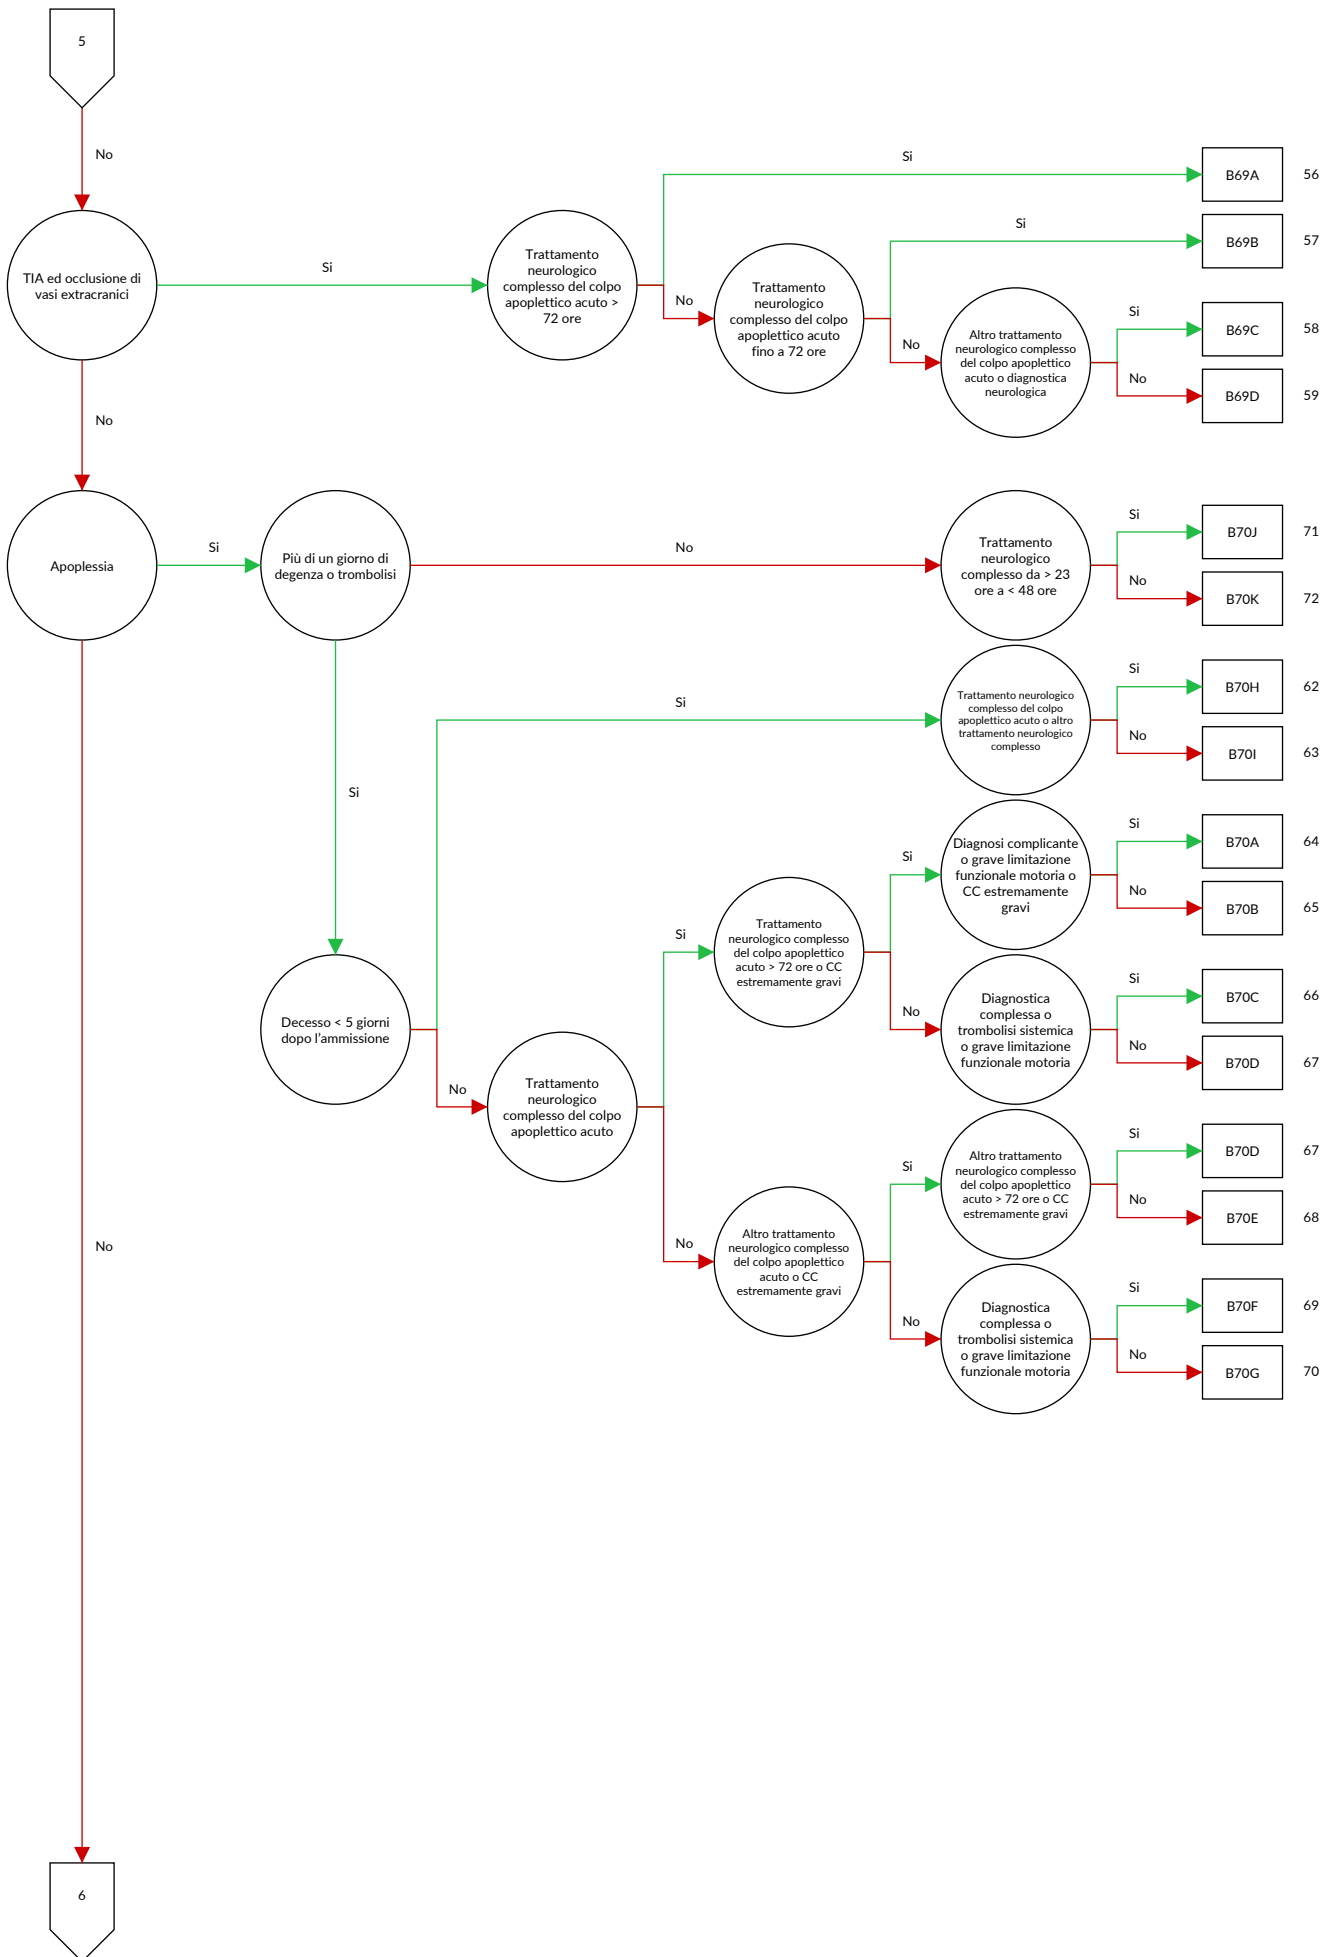 5
No
TIA ed occlusione di
vasi extracranici
Si
Trattamento
neurologico
complesso del colpo
apoplettico acuto >
72 ore
Si
B69A
56
No
Trattamento
neurologico
complesso del colpo
apoplettico acuto
fino a 72 ore
Si
B69B
57
No
Altro trattamento
neurologico complesso
del colpo apoplettico
acuto o diagnostica
neurologica
Si
B69C
58
No
B69D
59
No
Apoplessia
Si
Più di un giorno di
degenza o trombolisi
No
Trattamento
neurologico
complesso da > 23
ore a < 48 ore
Si
B70J
71
No
B70K
72
Si
Decesso < 5 giorni
dopo l'ammissione
Si
Trattamento neurologico
complesso del colpo
apoplettico acuto o altro
trattamento neurologico
complesso
Si
B70H
62
No
B70I
63
No
Trattamento
neurologico
complesso del colpo
apoplettico acuto
Si
Trattamento
neurologico complesso
del colpo apoplettico
acuto > 72 ore o CC
estremamente gravi
Si
Diagnosi complicante
o grave limitazione
funzionale motoria o
CC estremamente
gravi
Si
B70A
64
No
B70B
65
No
Diagnostica
complessa o
trombolisi sistemica
o grave limitazione
funzionale motoria
Si
B70C
66
No
B70D
67
No
Altro trattamento
neurologico complesso
del colpo apoplettico
acuto o CC
estremamente gravi
Si
Altro trattamento
neurologico complesso
del colpo apoplettico
acuto > 72 ore o CC
estremamente gravi
Si
B70D
67
No
B70E
68
No
Diagnostica
complessa o
trombolisi sistemica
o grave limitazione
funzionale motoria
Si
B70F
69
No
B70G
70
No
6